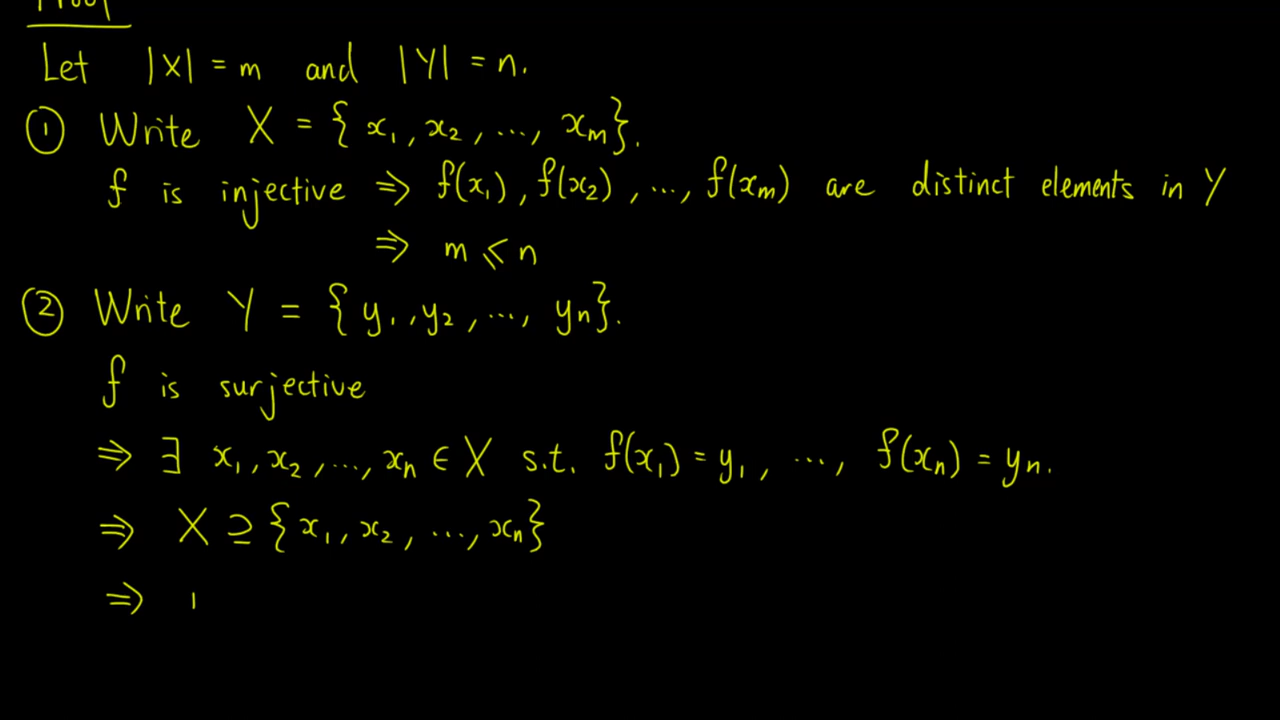 Proof
Let |X| = m and |Y| = n.
① Write X = { x₁, x₂, ..., xₘ}.
f is injective ⇒ f(x₁), f(x₂), ..., f(xₘ) are distinct elements in Y
⇒ m ⩽ n
② Write Y = { y₁, y₂, ..., yₙ}.
f is surjective
⇒ ∃ x₁, x₂, ..., xₙ ∈ X s.t. f(x₁) = y₁, ..., f(xₙ) = yₙ.
⇒ X ⊇ { x₁, x₂, ..., xₙ}
⇒